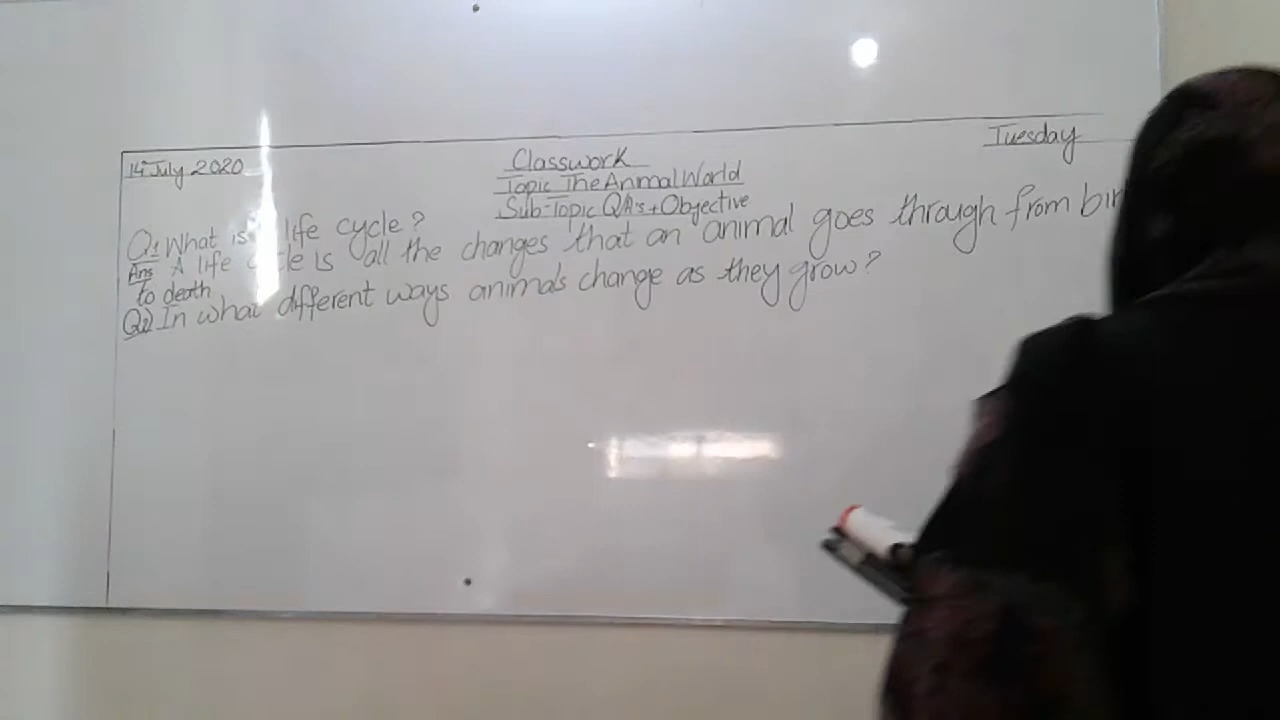 14 July 2020
Classwork
Tuesday
Topic The Animal World
Sub-Topic QA's + Objective
Q1 What is life cycle?
Ans A life cycle is all the changes that an animal goes through from bir
to death
Q2) In what different ways animals change as they grow?